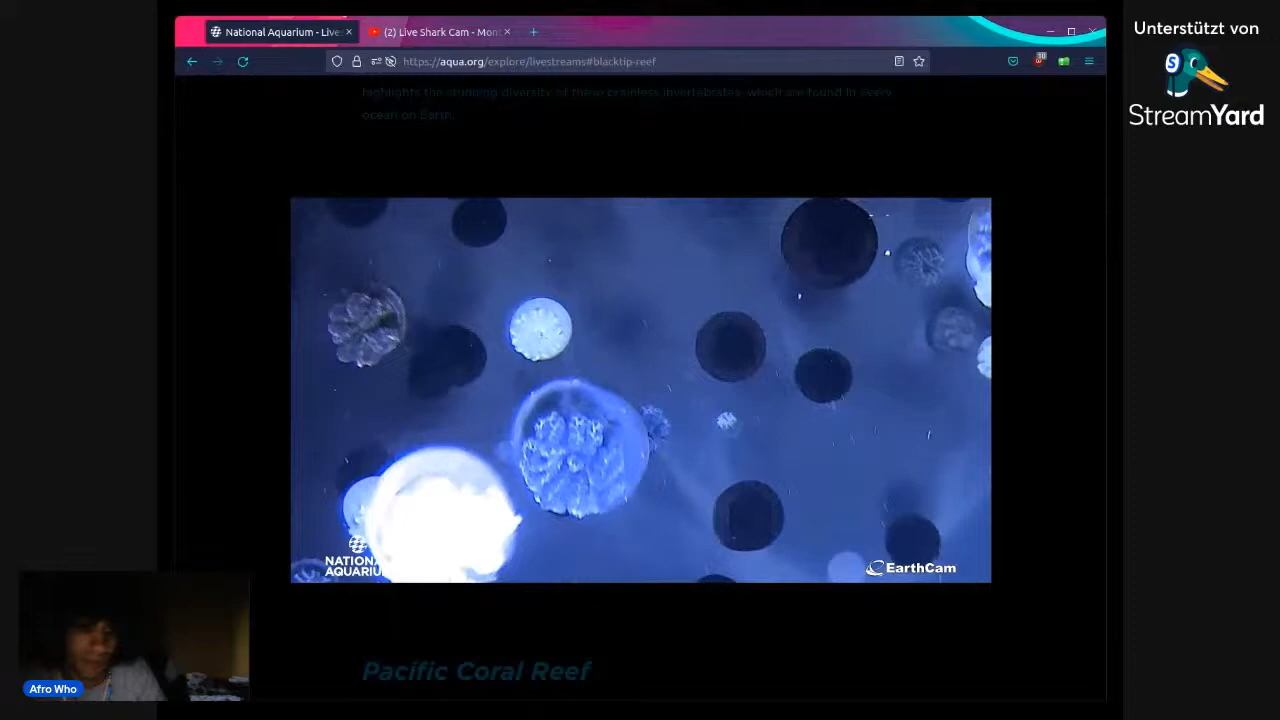 National Aquarium - Lives
(2) Live Shark Cam - Mont
https://aqua.org/explore/livestreams#blacktip-reef
highlights the stunning diversity of these brainless invertebrates, which are found in every
ocean on Earth.
NATIONAL
AQUARIUM
EarthCam
Pacific Coral Reef
Afro Who
Unterstützt von
StreamYard